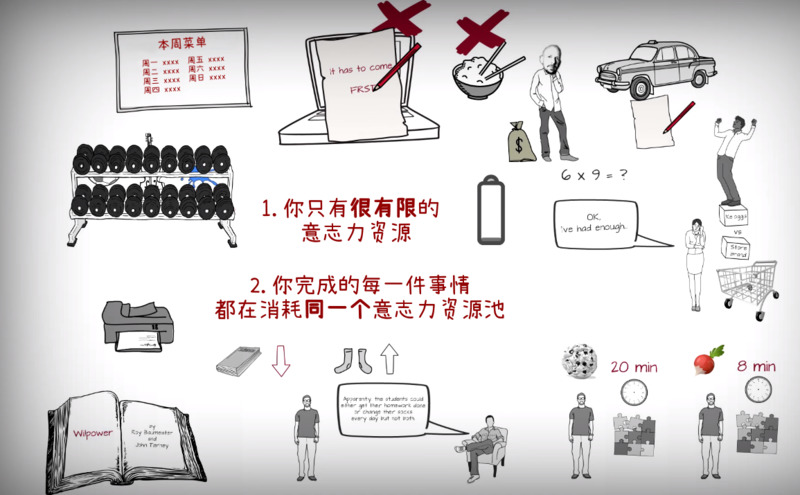 本周菜单
周一 xxxx 周五 xxxx
周二 xxxx 周六 xxxx
周三 xxxx 周日 xxxx
周四 xxxx
It has to come
FRST
6 x 9 = ?
1. 你只有很有限的
意志力资源
OK,
I've had enough.
Ke eggs
vs
Store
brand
2. 你完成的每一件事情
都在消耗同一个意志力资源池
20 min
8 min
Wilpower
by
Roy Baumeister
and
John Tierney
Apparenty, the students could
either get their homework done
or change their socks
every day but not both